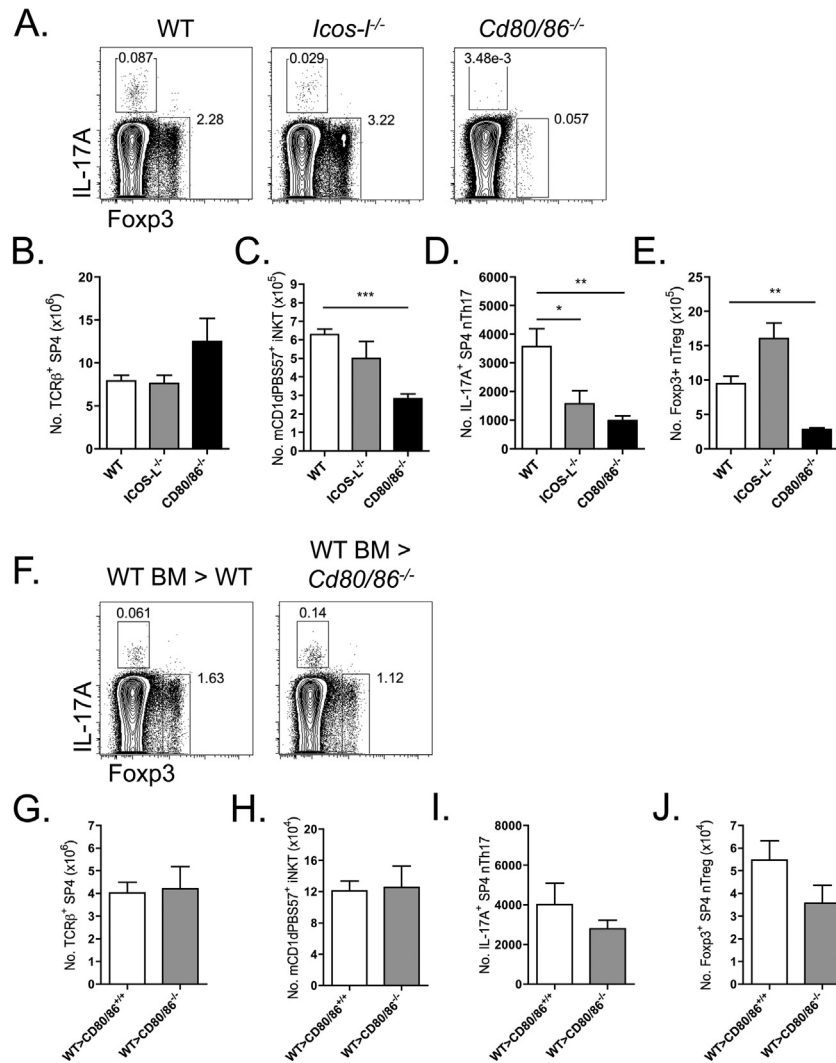 A.
WT
Icos-l-/-
Cd80/86-/-
0.087
2.28
0.029
3.22
3.48e-3
0.057
IL-17A
Foxp3
B.
No. TCRβ+ SP4 (x10^6)
20
15
10
5
0
WT
ICOS-L-/-
CD80/86-/-
C.
No. mCD1dPBS57+ iNKT (x10^5)
10
9
8
7
6
5
4
3
2
1
0
***
WT
ICOS-L-/-
CD80/86-/-
D.
No. IL-17A+ SP4 nTh17
6000
5000
4000
3000
2000
1000
0
**
*
WT
ICOS-L-/-
CD80/86-/-
E.
No. Foxp3+ nTreg (x10^5)
25
20
15
10
5
0
**
WT
ICOS-L-/-
CD80/86-/-
F.
WT BM > WT
WT BM >
Cd80/86-/-
0.061
1.63
0.14
1.12
IL-17A
Foxp3
G.
No. TCRβ+ SP4 (x10^6)
7
6
5
4
3
2
1
0
WT>CD80/86+/+
WT>CD80/86-/-
H.
No. mCD1dPBS57+ iNKT (x10^4)
20
16
12
8
4
0
WT>CD80/86+/+
WT>CD80/86-/-
I.
No. IL-17A+ SP4 nTh17
8000
6000
4000
2000
0
WT>CD80/86+/+
WT>CD80/86-/-
J.
No. Foxp3+ SP4 nTreg (x10^4)
7
6
5
4
3
2
1
0
WT>CD80/86+/+
WT>CD80/86-/-